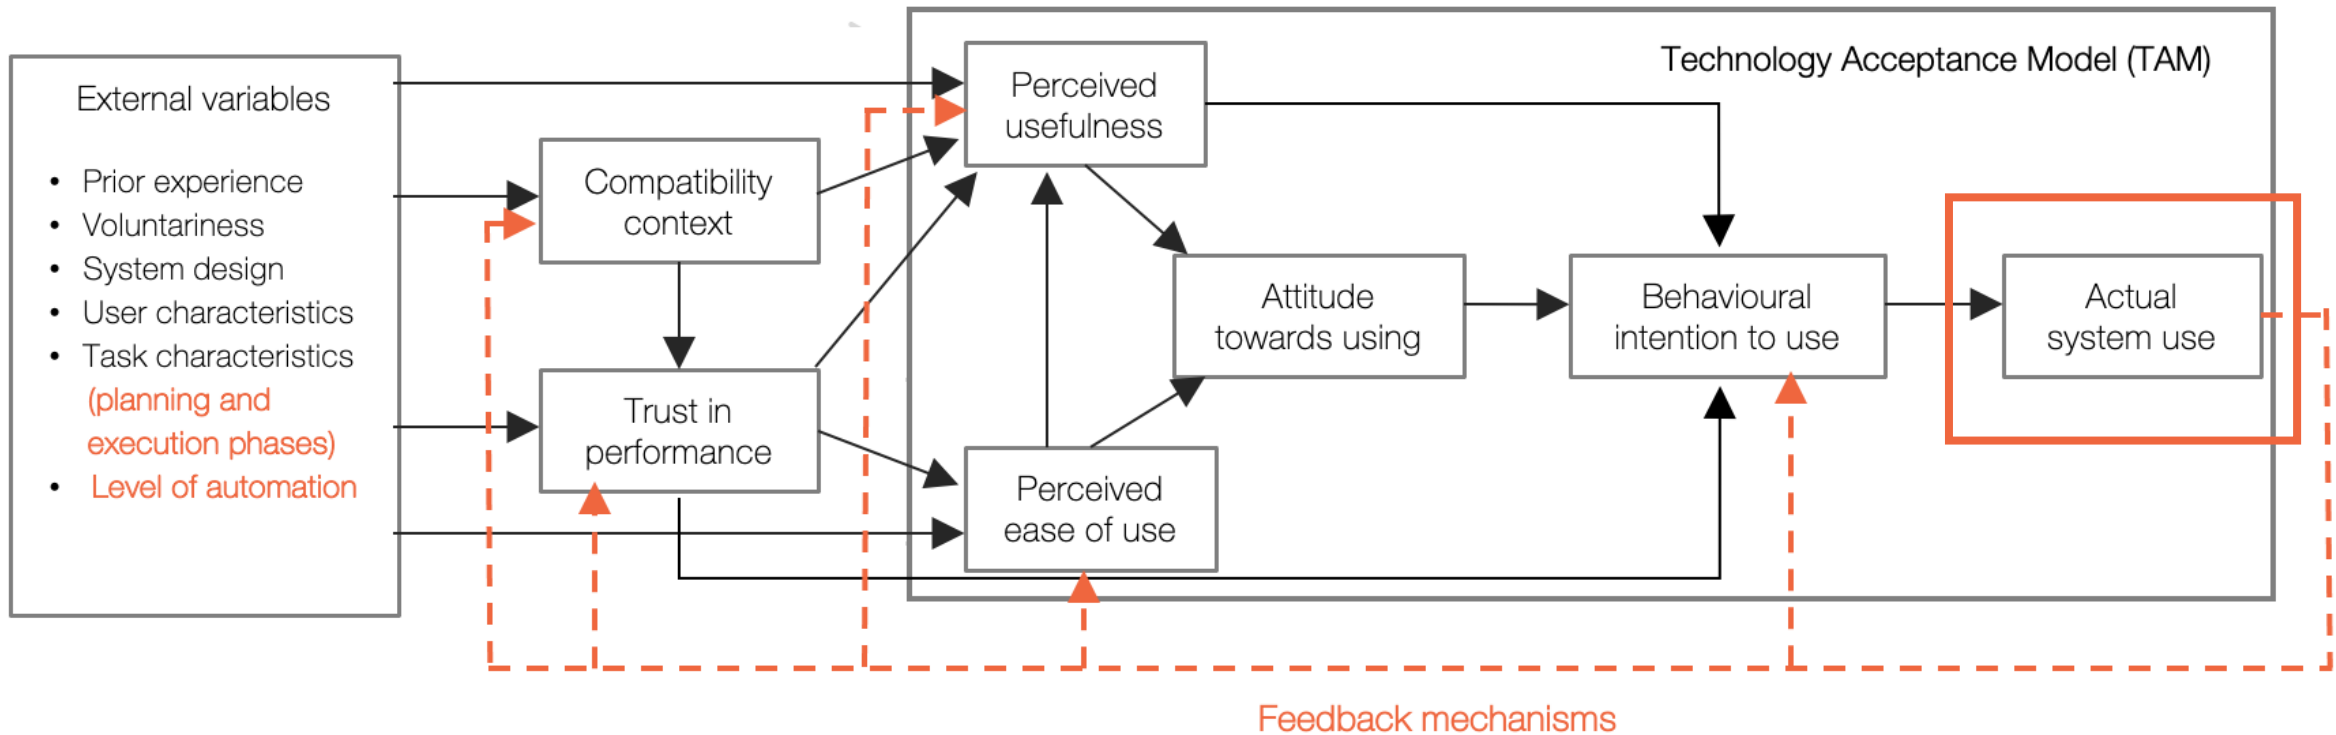 Technology Acceptance Model (TAM)
External variables
• Prior experience
• Voluntariness
• System design
• User characteristics
• Task characteristics
(planning and
execution phases)
• Level of automation
Compatibility
context
Trust in
performance
Perceived
usefulness
Perceived
ease of use
Attitude
towards using
Behavioural
intention to use
Actual
system use
Feedback mechanisms